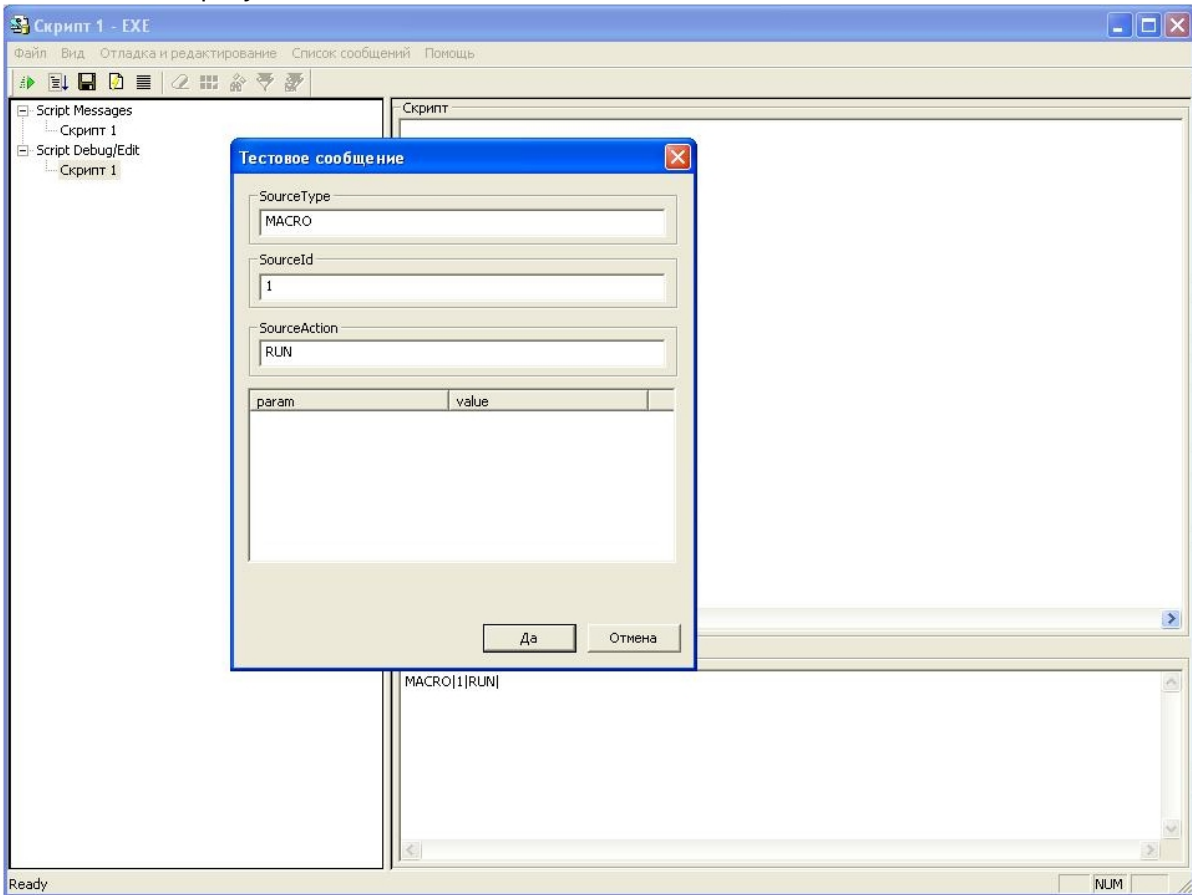 Скрипт 1 - EXE
Файл Вид Отладка и редактирование Список сообщений Помощь
Script Messages
Скрипт 1
Script Debug/Edit
Скрипт 1
Скрипт
Тестовое сообщение
SourceType
MACRO
SourceId
1
SourceAction
RUN
param value
Да Отмена
MACRO|1|RUN|
Ready NUM